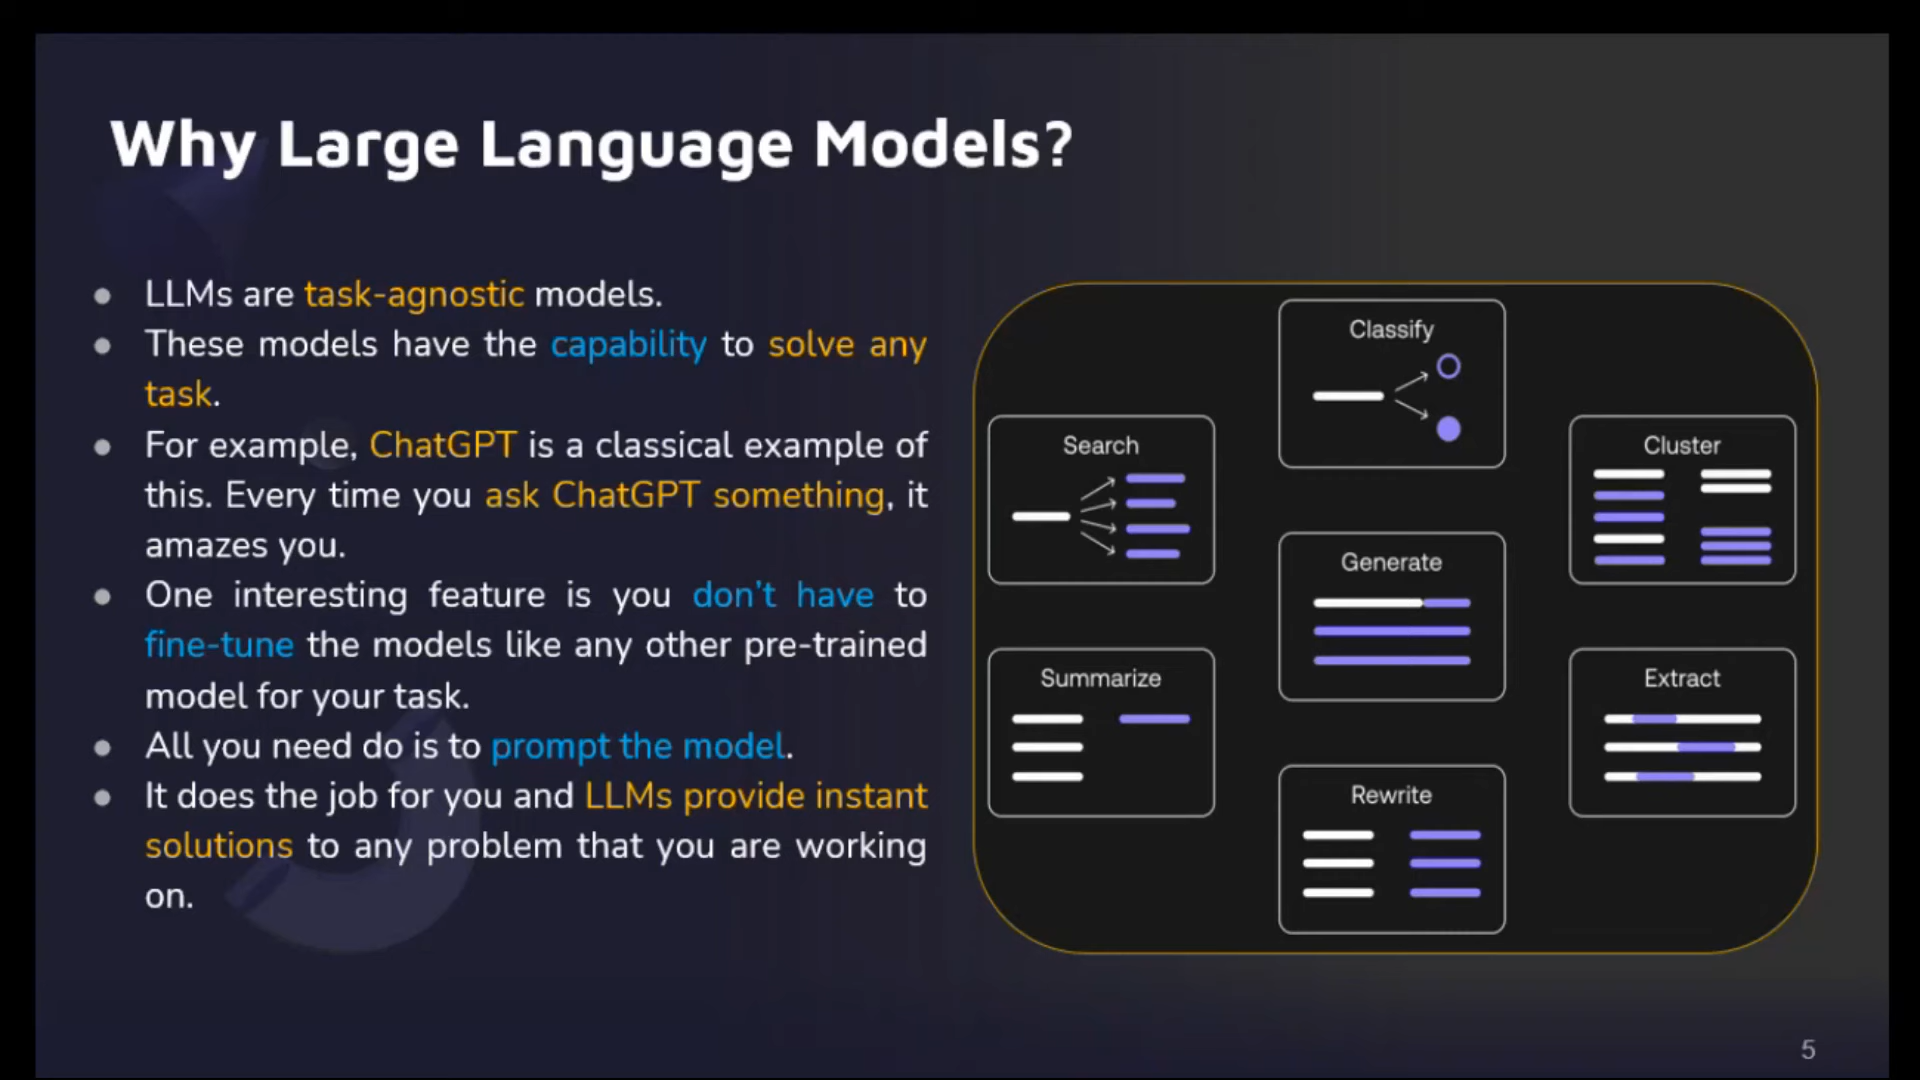 Why Large Language Models?
LLMs are task-agnostic models.
These models have the capability to solve any
task.
For example, ChatGPT is a classical example of
this. Every time you ask ChatGPT something, it
amazes you.
One interesting feature is you don't have to
fine-tune the models like any other pre-trained
model for your task.
All you need do is to prompt the model.
It does the job for you and LLMs provide instant
solutions to any problem that you are working
on.
Classify
Search
Cluster
Generate
Summarize
Extract
Rewrite
5